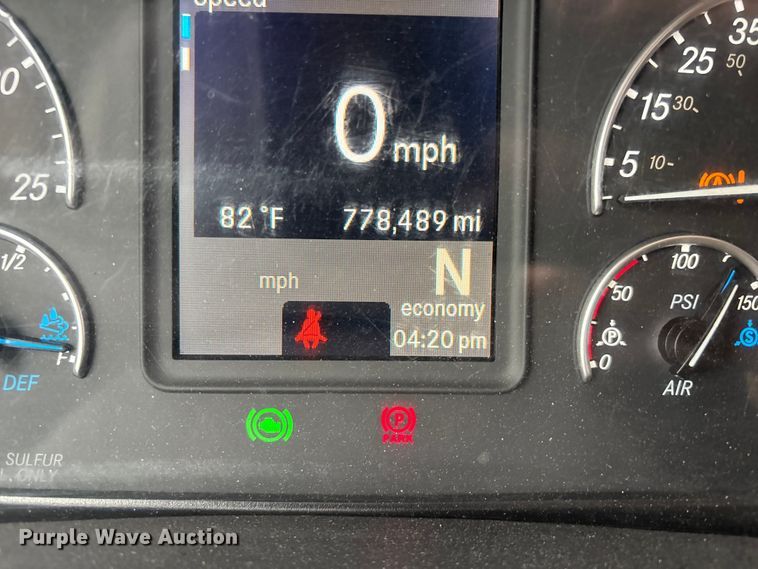 Speed
0 mph
82 °F 778,489 mi
N
mph
economy
04:20 pm
25
1/2
F
DEF
SULFUR
ONLY
5
15
25
35
10
30
50
0
50
100
150
PSI
AIR
P
S
P
PARK
Purple Wave Auction